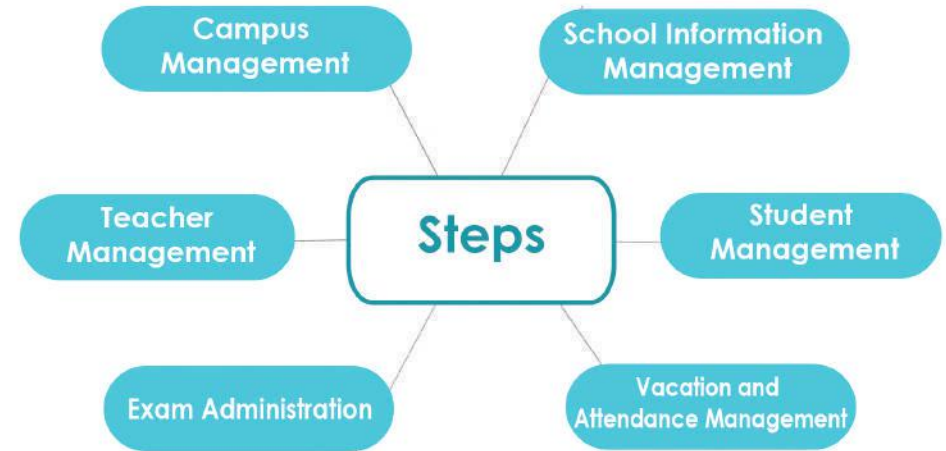 Campus
Management
School Information
Management
Teacher
Management
Steps
Student
Management
Exam Administration
Vacation and
Attendance Management